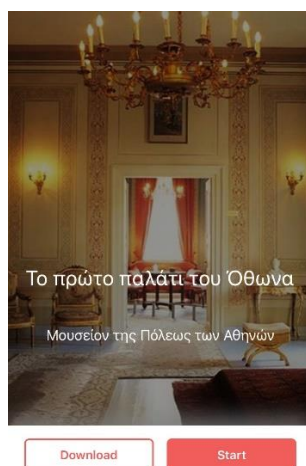 Το πρώτο παλάτι του Όθωνα
Μουσείον της Πόλεως των Αθηνών
Download
Start